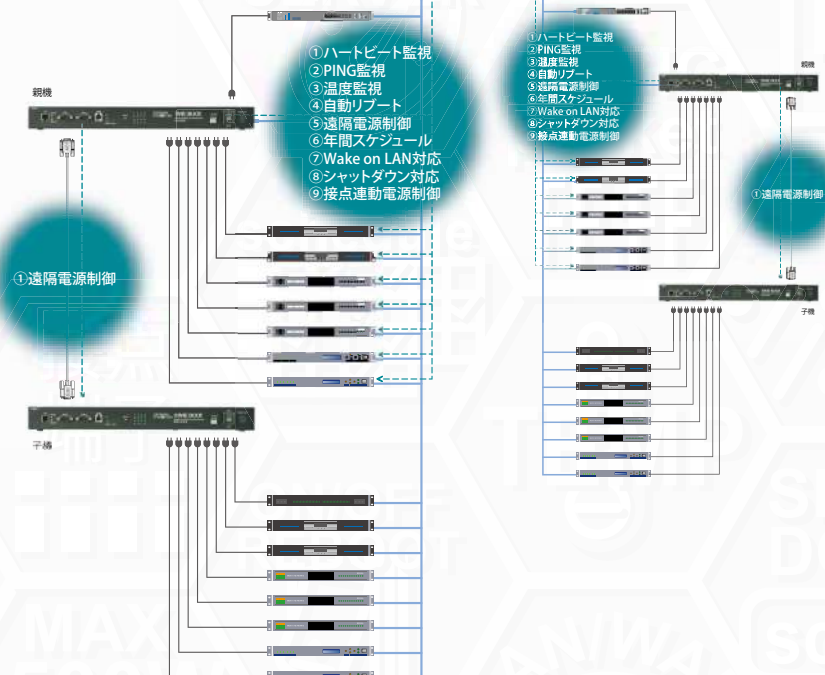 ①ハートビート監視
②PING監視
③温度監視
④自動リブート
⑤遠隔電源制御
⑥年間スケジュール
⑦Wake on LAN対応
⑧シャットダウン対応
⑨接点連動電源制御
親機
①遠隔電源制御
子機
①ハートビート監視
②PING監視
③温度監視
④自動リブート
⑤遠隔電源制御
⑥年間スケジュール
⑦Wake on LAN対応
⑧シャットダウン対応
⑨接点連動電源制御
親機
①遠隔電源制御
子機